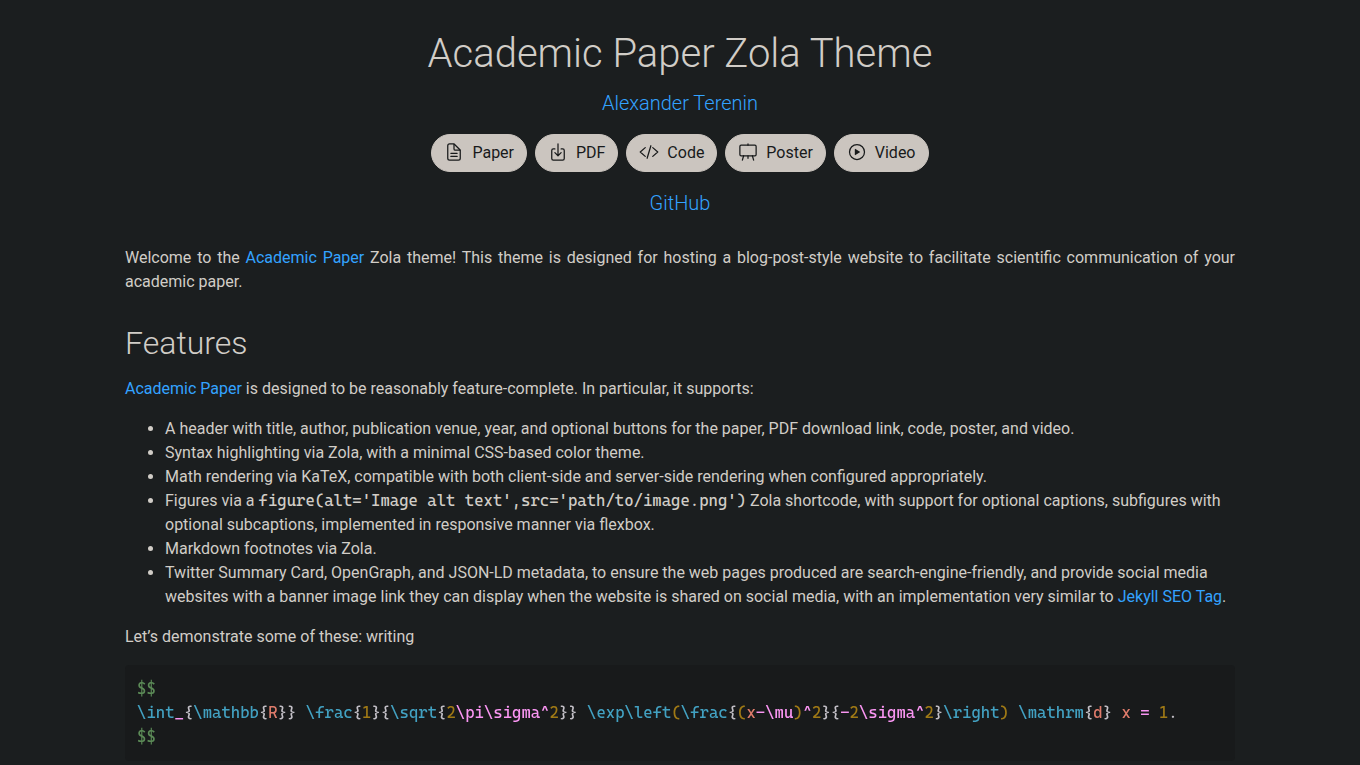 Academic Paper Zola Theme
Alexander Terenin
Paper PDF Code Poster Video
GitHub
Welcome to the Academic Paper Zola theme! This theme is designed for hosting a blog-post-style website to facilitate scientific communication of your
academic paper.
Features
Academic Paper is designed to be reasonably feature-complete. In particular, it supports:
• A header with title, author, publication venue, year, and optional buttons for the paper, PDF download link, code, poster, and video.
• Syntax highlighting via Zola, with a minimal CSS-based color theme.
• Math rendering via KaTeX, compatible with both client-side and server-side rendering when configured appropriately.
• Figures via a figure(alt='Image alt text',src='path/to/image.png') Zola shortcode, with support for optional captions, subfigures with
optional subcaptions, implemented in responsive manner via flexbox.
• Markdown footnotes via Zola.
• Twitter Summary Card, OpenGraph, and JSON-LD metadata, to ensure the web pages produced are search-engine-friendly, and provide social media
websites with a banner image link they can display when the website is shared on social media, with an implementation very similar to Jekyll SEO Tag.
Let’s demonstrate some of these: writing
$$
\int_{\mathbb{R}} \frac{1}{\sqrt{2\pi\sigma^2}} \exp\left(\frac{(x-\mu)^2}{-2\sigma^2}\right) \mathrm{d} x = 1.
$$